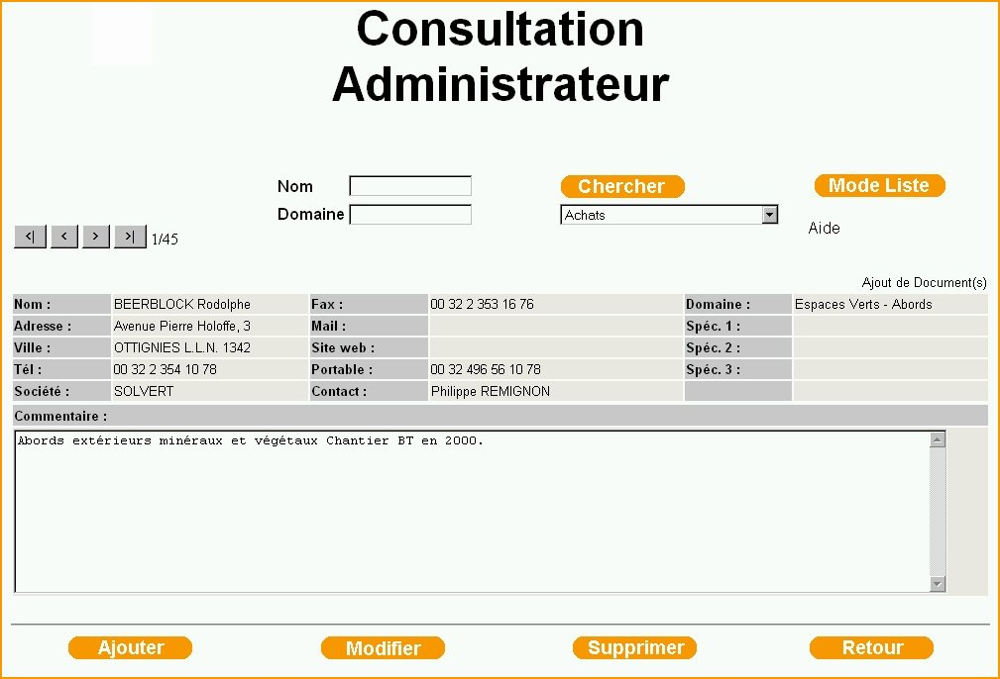 Consultation
Administrateur
Nom Chercher Mode Liste
Domaine Achats
Aide
<| < > >| 1/45
Ajout de Document(s)
Nom : BEERBLOCK Rodolphe Fax : 00 32 2 353 16 76 Domaine : Espaces Verts - Abords
Adresse : Avenue Pierre Holoffe, 3 Mail : Spéc. 1 :
Ville : OTTIGNIES L.L.N. 1342 Site web : Spéc. 2 :
Tél : 00 32 2 354 10 78 Portable : 00 32 496 56 10 78 Spéc. 3 :
Société : SOLVERT Contact : Philippe REMIGNON
Commentaire :
Abords extérieurs minéraux et végétaux Chantier BT en 2000.
Ajouter Modifier Supprimer Retour